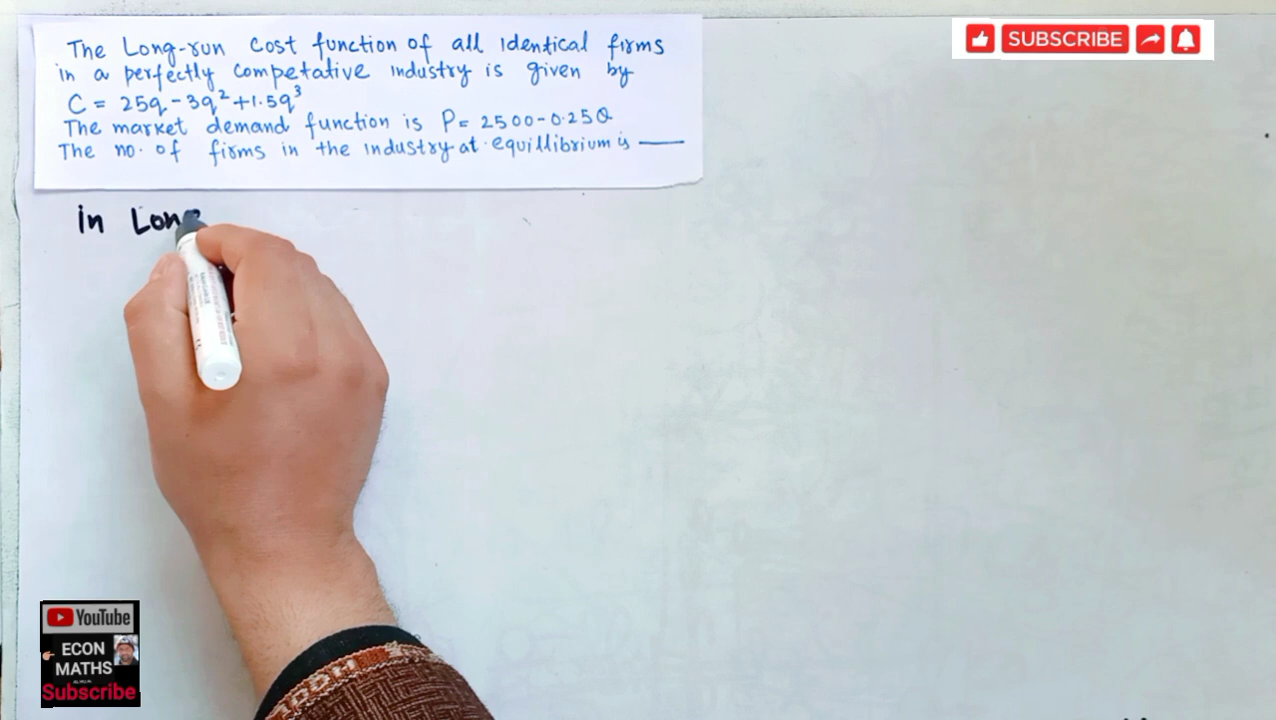 The Long-run Cost function of all identical firms
in a perfectly competative industry is given by
C = 25q - 3q² + 1.5q³
The market demand function is P= 2500-0.25Q
The no. of firms in the industry at equillibrium is ___
SUBSCRIBE
in Long
YouTube
ECON
MATHS
Subscribe